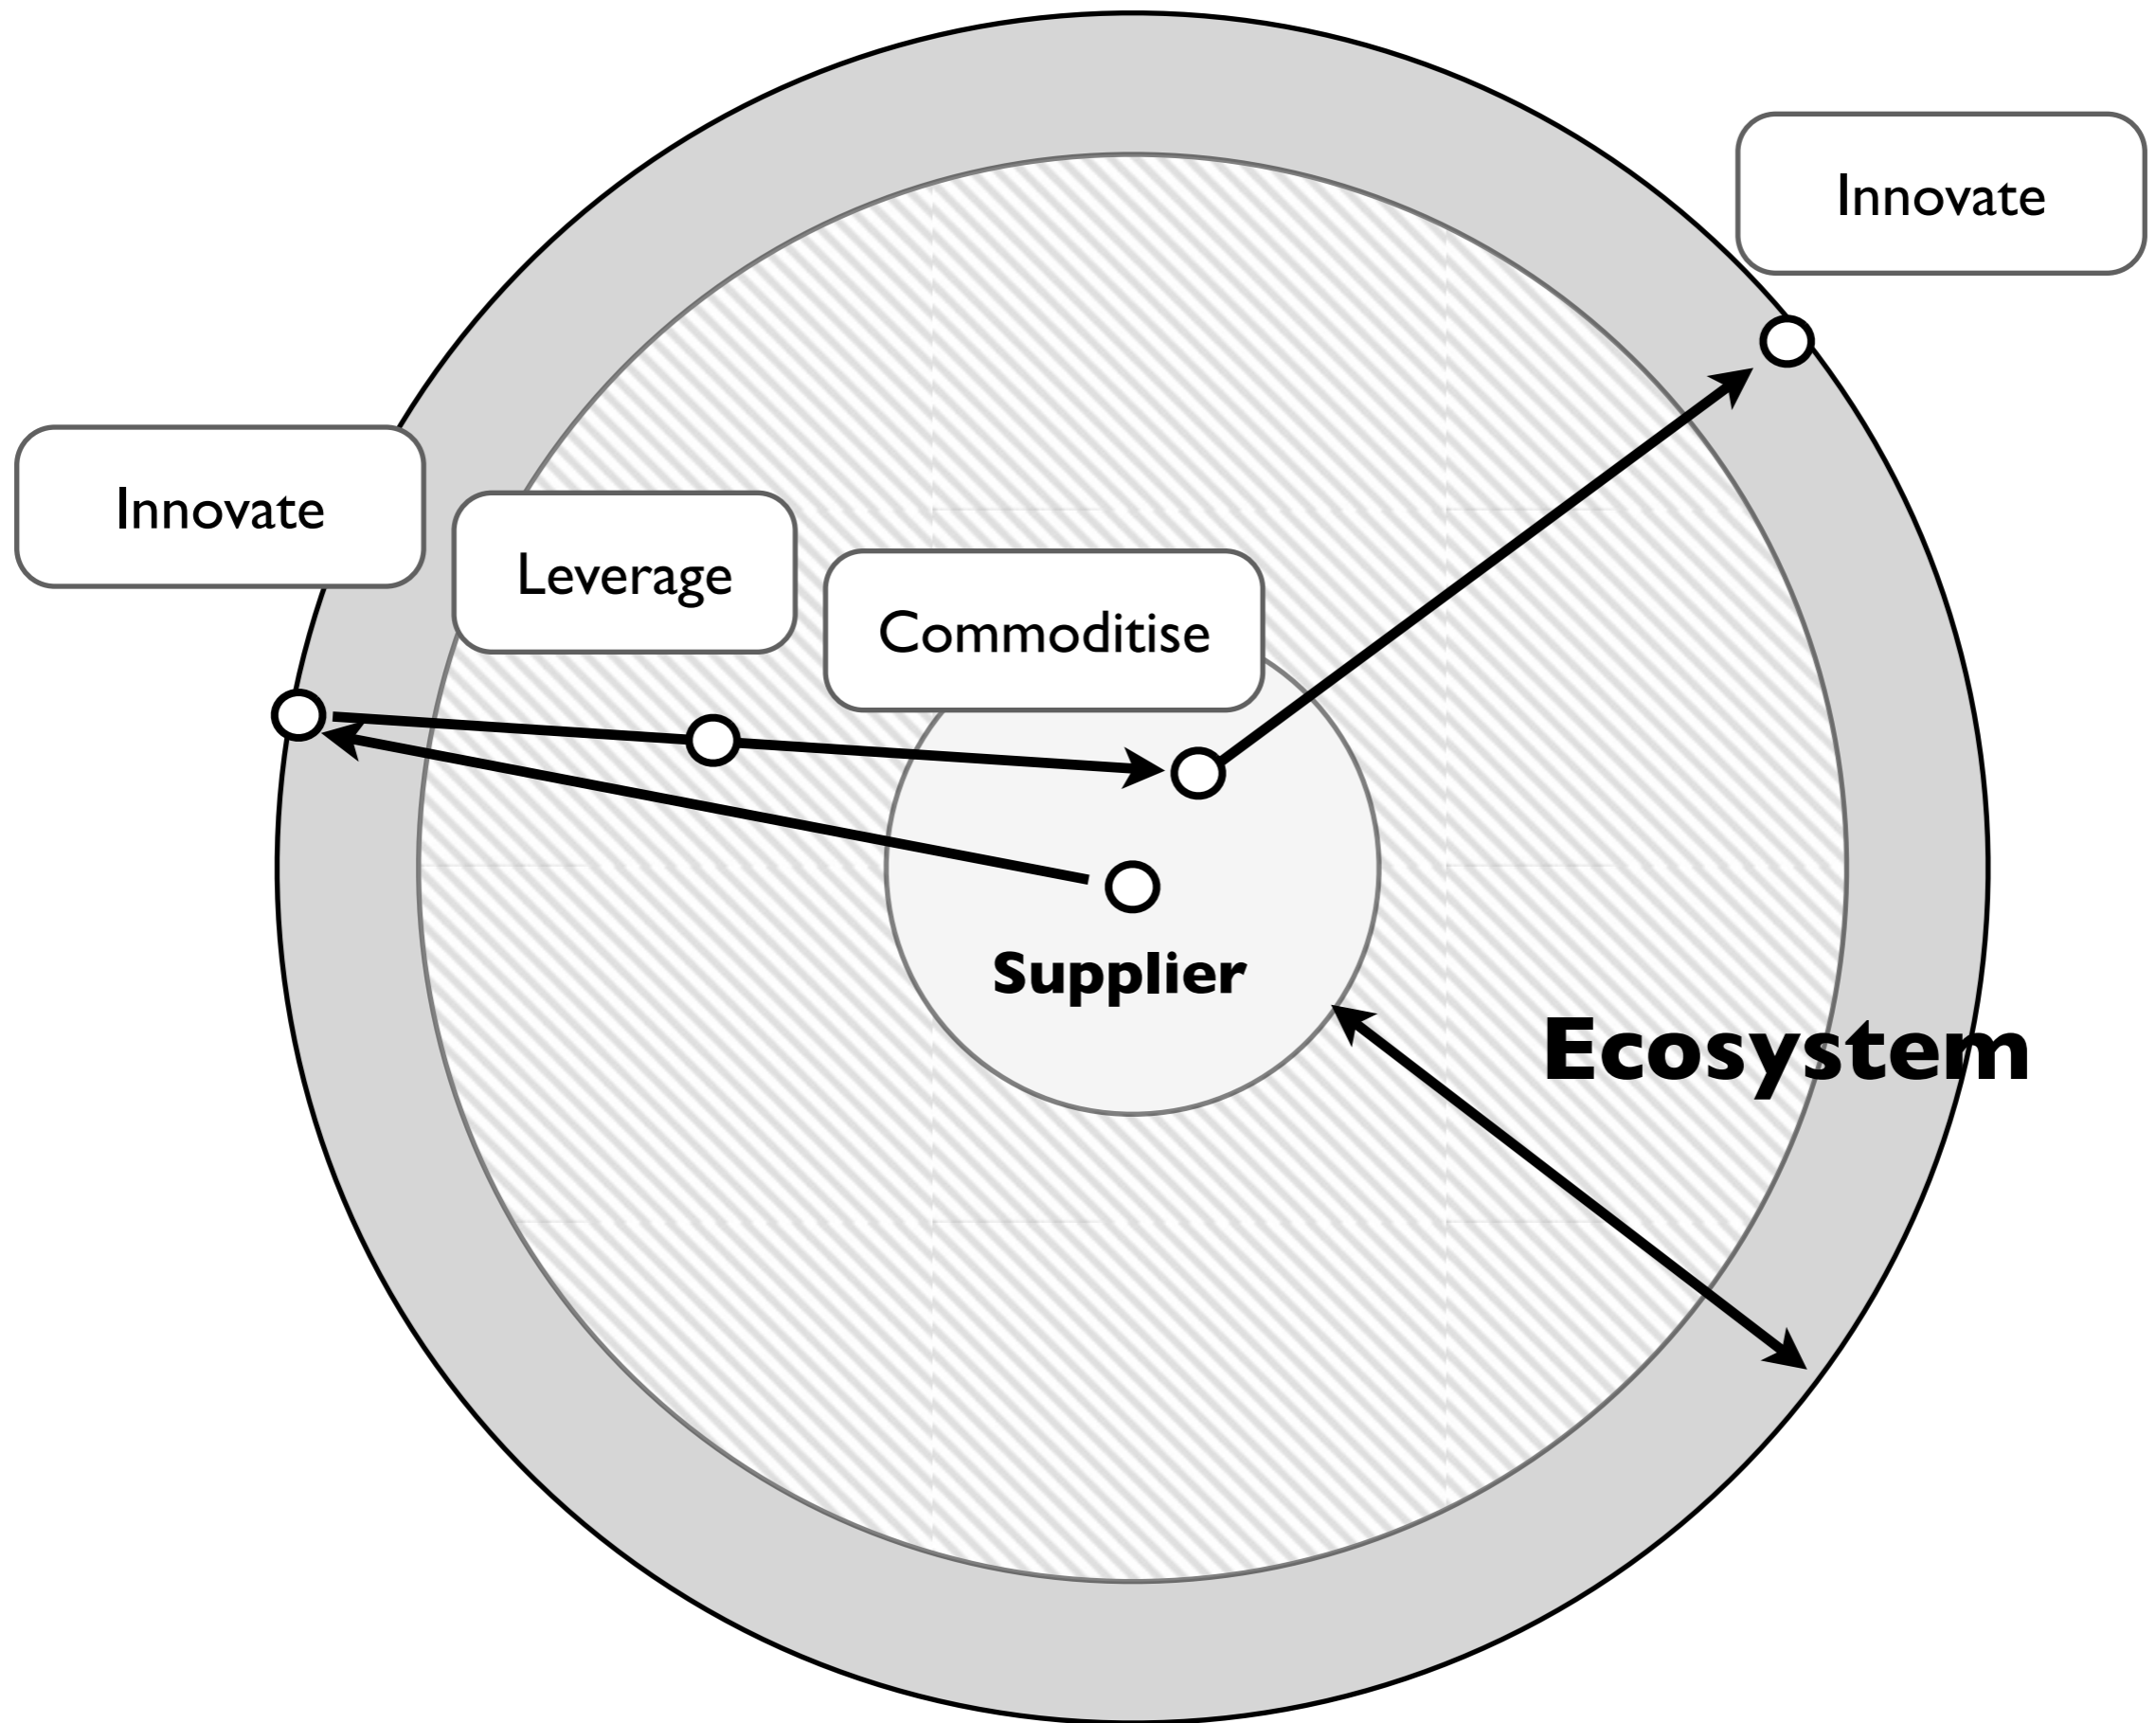 Innovate
Innovate
Leverage
Commoditise
Supplier
Ecosystem